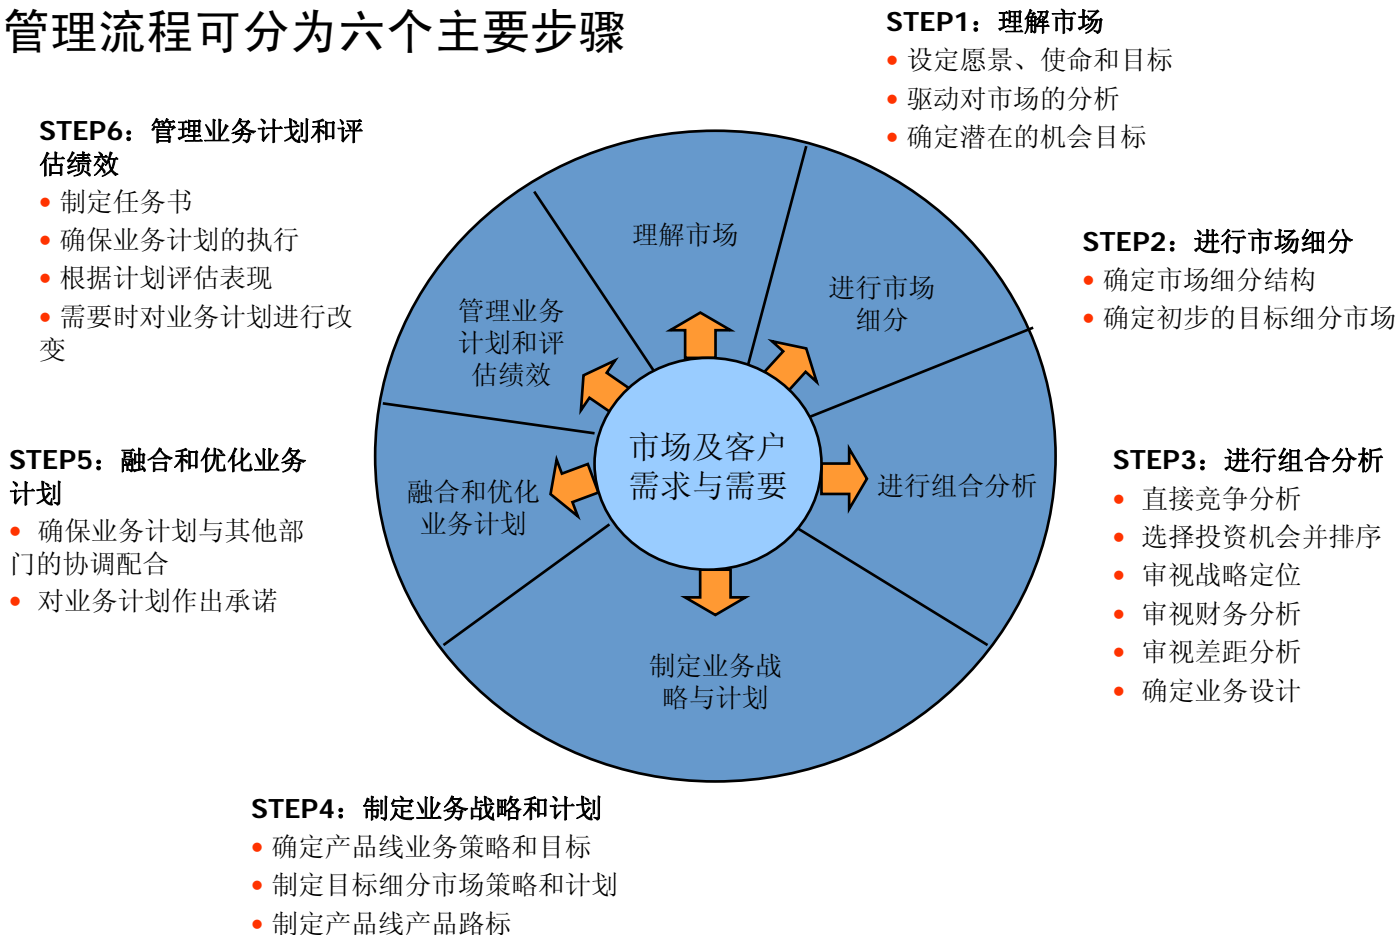 管理流程可分为六个主要步骤
STEP1：理解市场
• 设定愿景、使命和目标
• 驱动对市场的分析
• 确定潜在的机会目标
STEP2：进行市场细分
• 确定市场细分结构
• 确定初步的目标细分市场
STEP3：进行组合分析
• 直接竞争分析
• 选择投资机会并排序
• 审视战略定位
• 审视财务分析
• 审视差距分析
• 确定业务设计
STEP4：制定业务战略和计划
• 确定产品线业务策略和目标
• 制定目标细分市场策略和计划
• 制定产品线产品路标
STEP5：融合和优化业务
计划
• 确保业务计划与其他部
门的协调配合
• 对业务计划作出承诺
STEP6：管理业务计划和评
估绩效
• 制定任务书
• 确保业务计划的执行
• 根据计划评估表现
• 需要时对业务计划进行改
变
理解市场
进行市场
细分
进行组合分析
制定业务战
略与计划
融合和优化
业务计划
管理业务
计划和评
估绩效
市场及客户
需求与需要